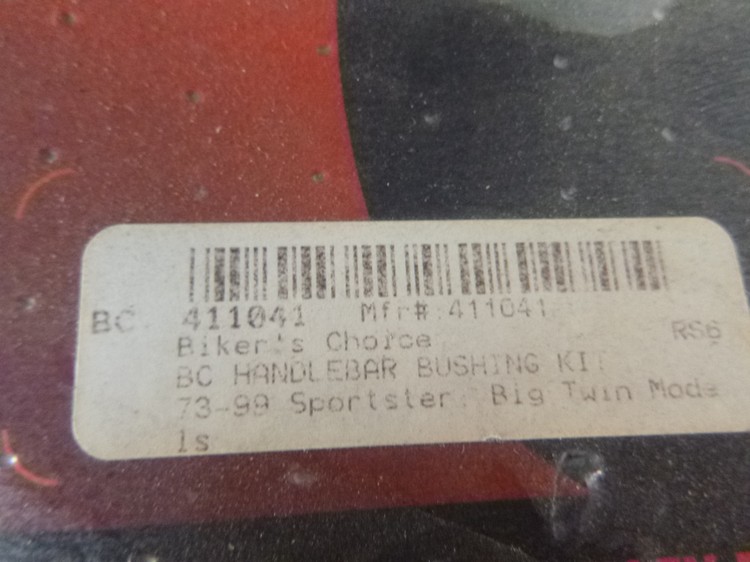 BC 411041 Mfr# 411041
Biker's Choice RS6
BC HANDLEBAR BUSHING KIT
73-99 Sportster, Big Twin Mode
ls